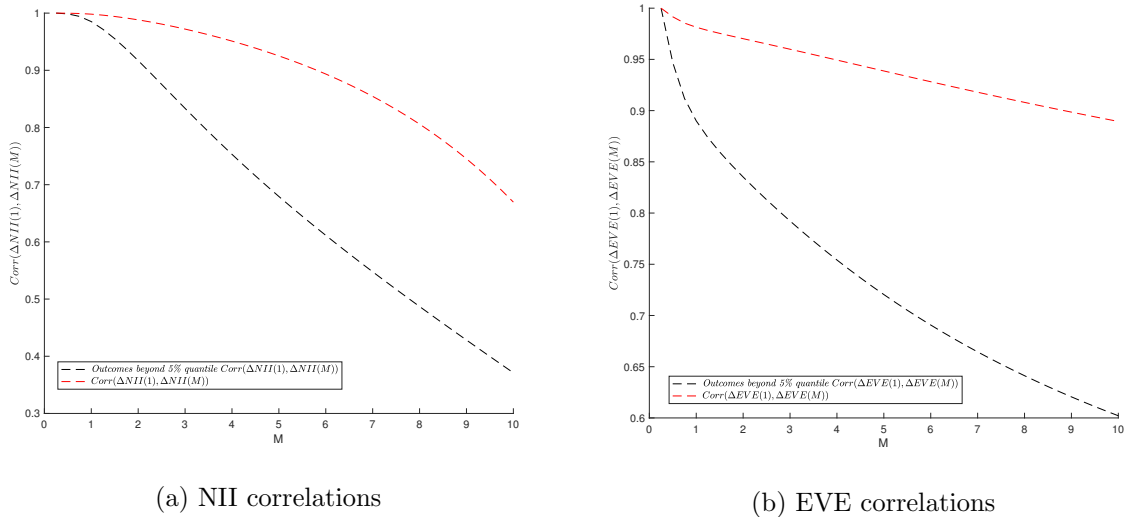 1
0.9
0.8
0.7
0.6
0.5
0.4
0.3
Corr(ΔNII(1), ΔNII(M))
0 1 2 3 4 5 6 7 8 9 10
M
Outcomes beyond 5% quantile Corr(ΔNII(1), ΔNII(M))
Corr(ΔNII(1), ΔNII(M))
(a) NII correlations
1
0.95
0.9
0.85
0.8
0.75
0.7
0.65
0.6
Corr(ΔEVE(1), ΔEVE(M))
0 1 2 3 4 5 6 7 8 9 10
M
Outcomes beyond 5% quantile Corr(ΔEVE(1), ΔEVE(M))
Corr(ΔEVE(1), ΔEVE(M))
(b) EVE correlations